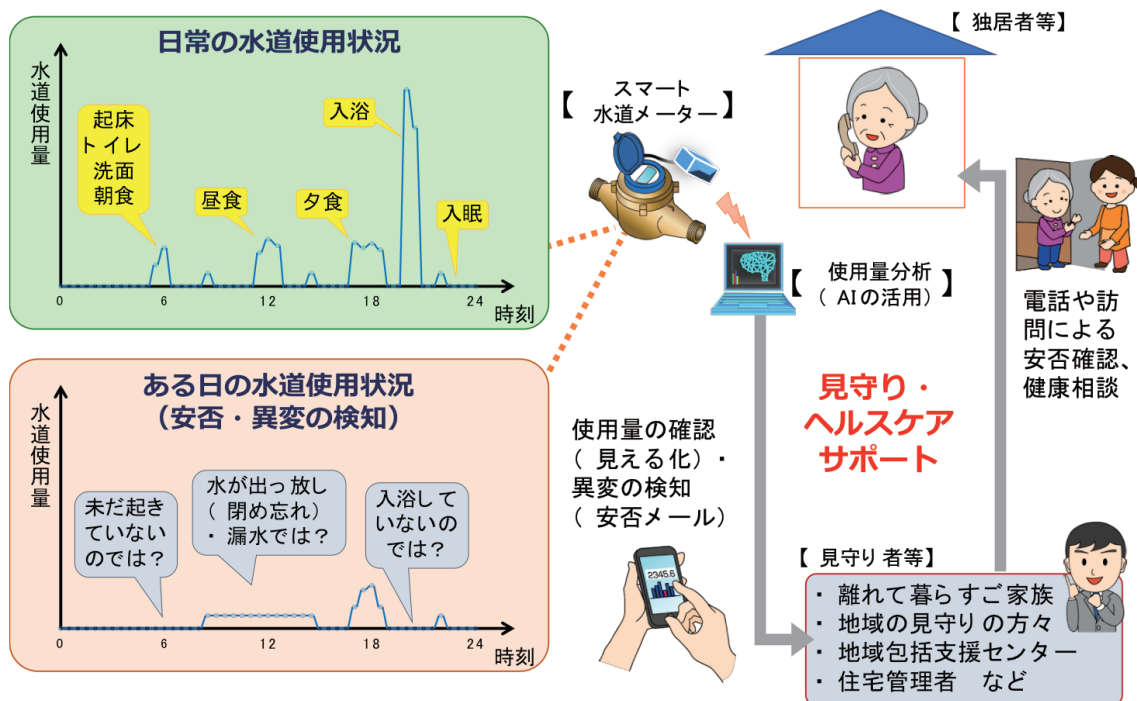 日常の水道使用状況
水道使用量
起床
トイレ
洗面
朝食
昼食
夕食
入浴
入眠
0 6 12 18 24
時刻
ある日の水道使用状況
(安否・異変の検知)
水道使用量
未だ起き
ていない
のでは?
水が出っ放し
(閉め忘れ)
・漏水では?
入浴して
いないの
では?
0 6 12 18 24
時刻
【 スマート
水道メーター 】
【 使用量分析
(AIの活用) 】
使用量の確認
(見える化)・
異変の検知
(安否メール)
2345.6
見守り・
ヘルスケア
サポート
【 独居者等】
電話や訪
問による
安否確認、
健康相談
【 見守り者等】
・ 離れて暮らすご家族
・ 地域の見守りの方々
・ 地域包括支援センター
・ 住宅管理者 など